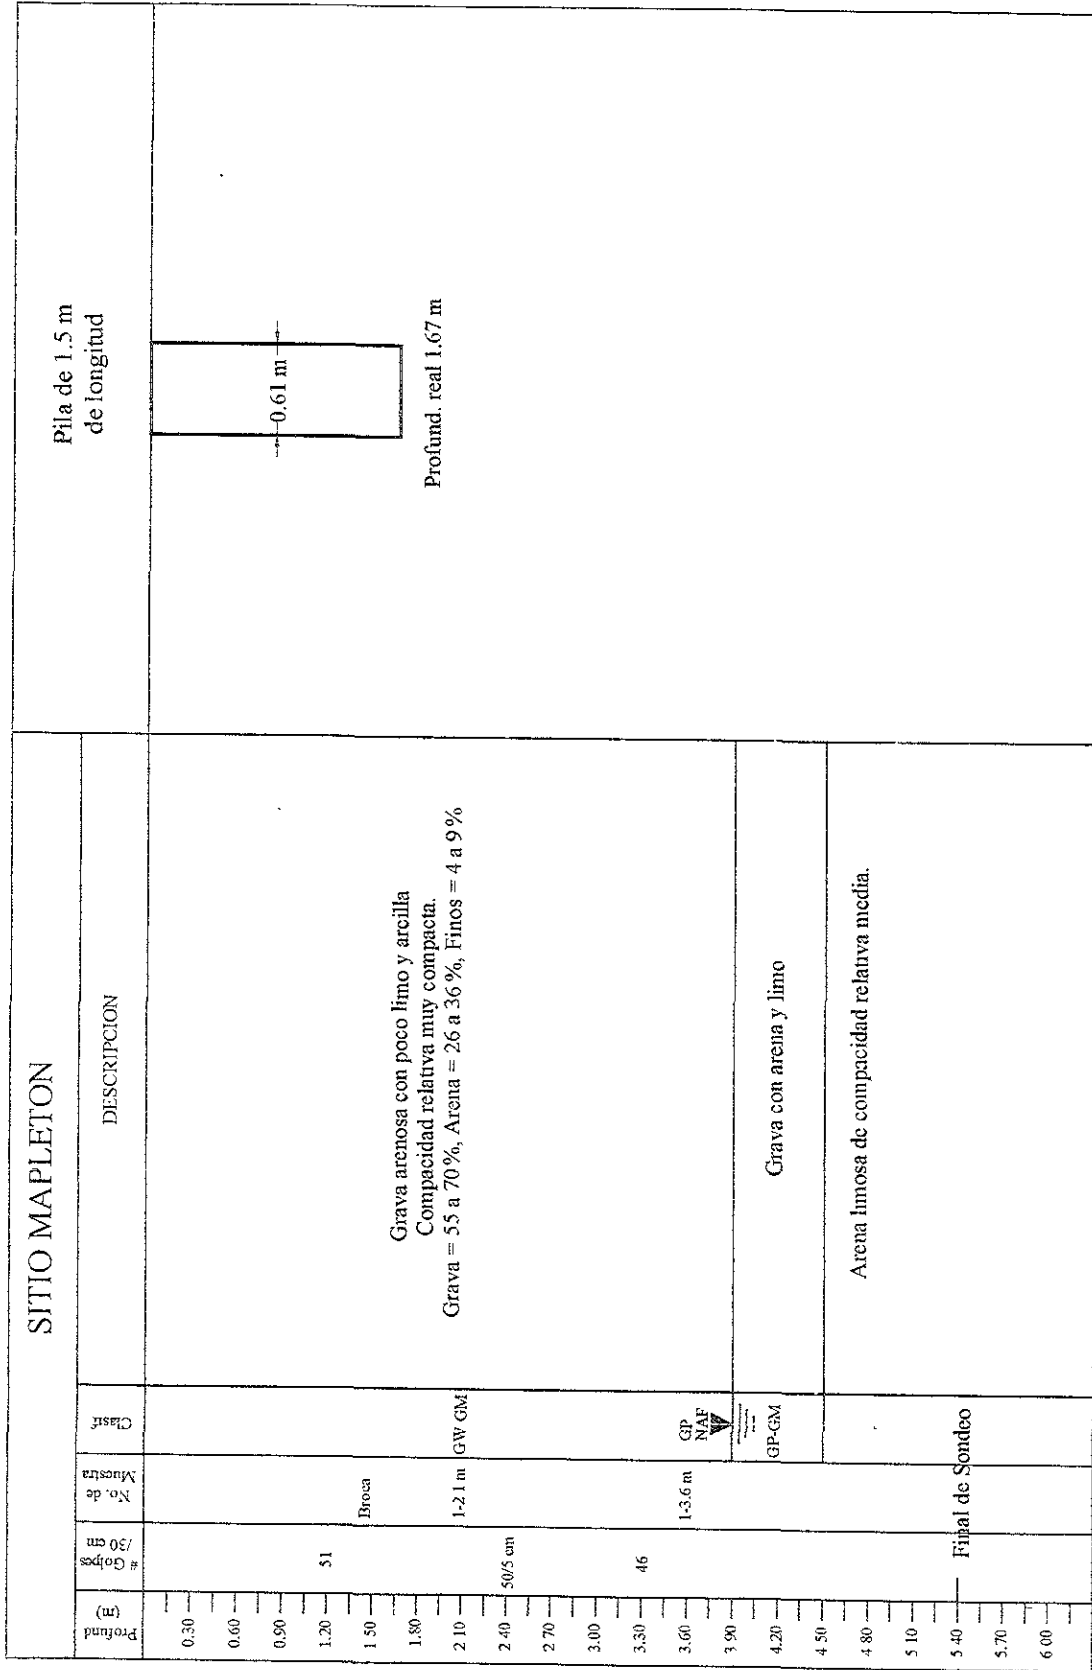 SITIO MAPLETON
Profund
(m)
# Golpes
/30 cm
No. de
Muestra
Clasif
DESCRIPCION
Pila de 1.5 m
de longitud
0.30
0.60
0.90
1.20
1 50
1.80
2 10
2 40
2 70
3.00
3.30
3.60
3 90
4.20
4 50
4 80
5 10
5 40
5.70
6 00
51
50/5 cm
46
Broca
1-2 1 m
1-3.6 m
GW GM
GP
NAF
GP-GM
Final de Sondeo
Grava arenosa con poco limo y arcilla
Compacidad relativa muy compacta.
Grava = 55 a 70%, Arena = 26 a 36%, Finos = 4 a 9%
Grava con arena y limo
Arena limosa de compacidad relativa media.
0.61 m
Profund. real 1.67 m